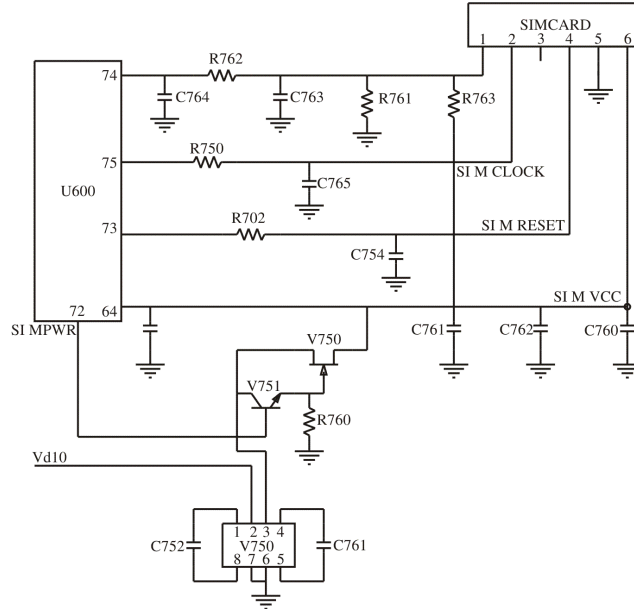 SIMCARD
1 2 3 4 5 6
R762
74
C764
C763
R761
R763
R750
75
C765
SI M CLOCK
U600
R702
73
SI M RESET
C754
72 64
SI M VCC
SI MPWR
V750
C761
C762
C760
V751
R760
Vd10
1 2 3 4
C752
V750
C761
8 7 6 5